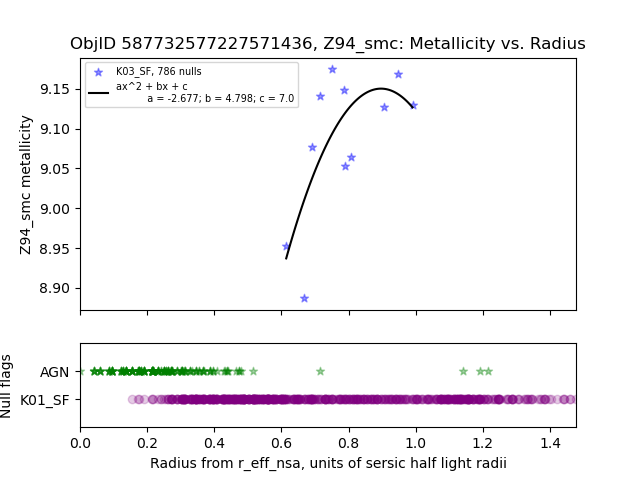 ObjID 587732577227571436, Z94_smc: Metallicity vs. Radius
K03_SF, 786 nulls
ax^2 + bx + c
a = -2.677; b = 4.798; c = 7.0
Z94_smc metallicity
9.15
9.10
9.05
9.00
8.95
8.90
Null flags
AGN
K01_SF
0.0 0.2 0.4 0.6 0.8 1.0 1.2 1.4
Radius from r_eff_nsa, units of sersic half light radii